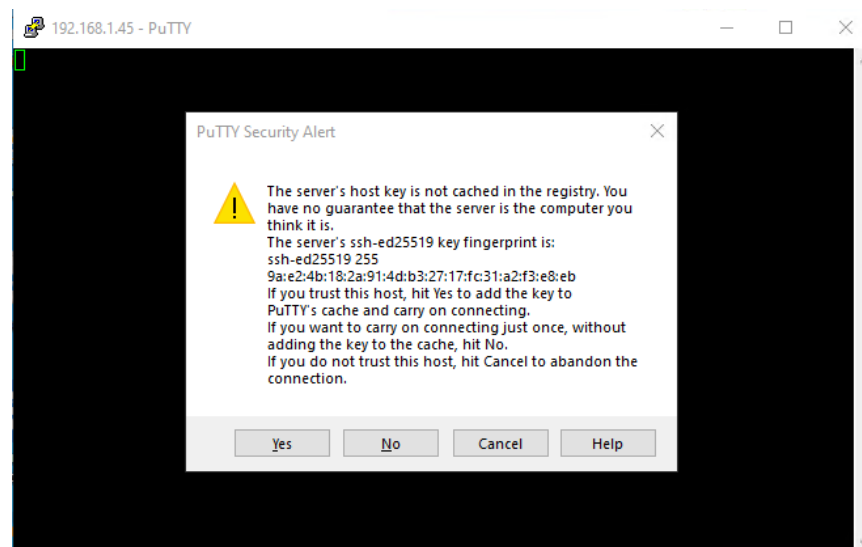 192.168.1.45 - PuTTY
PuTTY Security Alert
The server's host key is not cached in the registry. You
have no guarantee that the server is the computer you
think it is.
The server's ssh-ed25519 key fingerprint is:
ssh-ed25519 255
9a:e2:4b:18:2a:91:4d:b3:27:17:fc:31:a2:f3:e8:eb
If you trust this host, hit Yes to add the key to
PuTTY's cache and carry on connecting.
If you want to carry on connecting just once, without
adding the key to the cache, hit No.
If you do not trust this host, hit Cancel to abandon the
connection.
Yes No Cancel Help